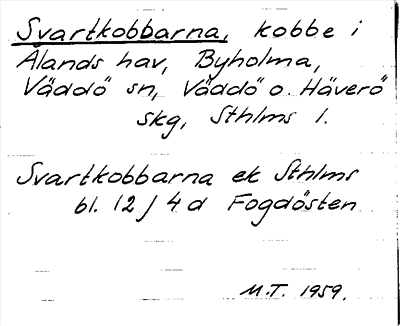 Svartkobbarna, kobbe i
Ålands hav, Byholma,
Väddö sn, Väddö o. Häverö
skg, Sthlms l.
Svartkobbarna ek Sthlms
bl. 12 j 4 d Fogdösten
M.T. 1959.